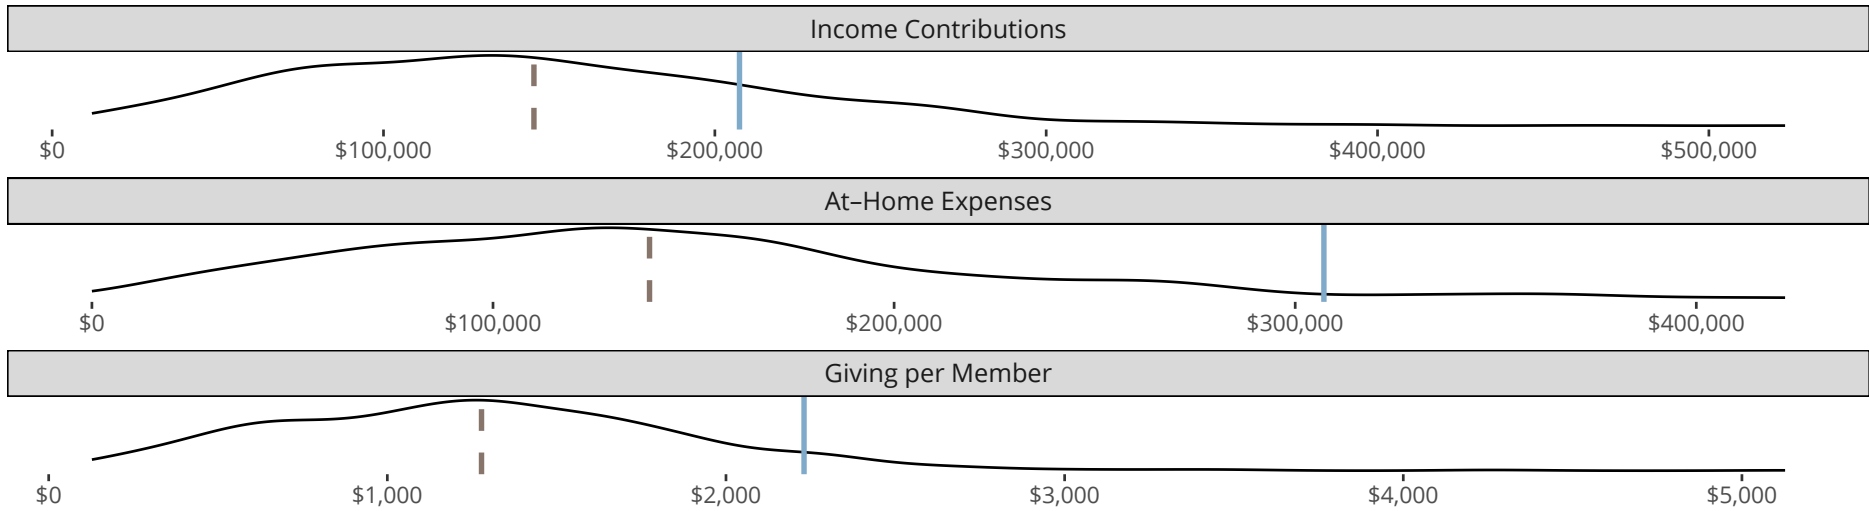 Income Contributions
$0 $100,000 $200,000 $300,000 $400,000 $500,000
At–Home Expenses
$0 $100,000 $200,000 $300,000 $400,000
Giving per Member
$0 $1,000 $2,000 $3,000 $4,000 $5,000